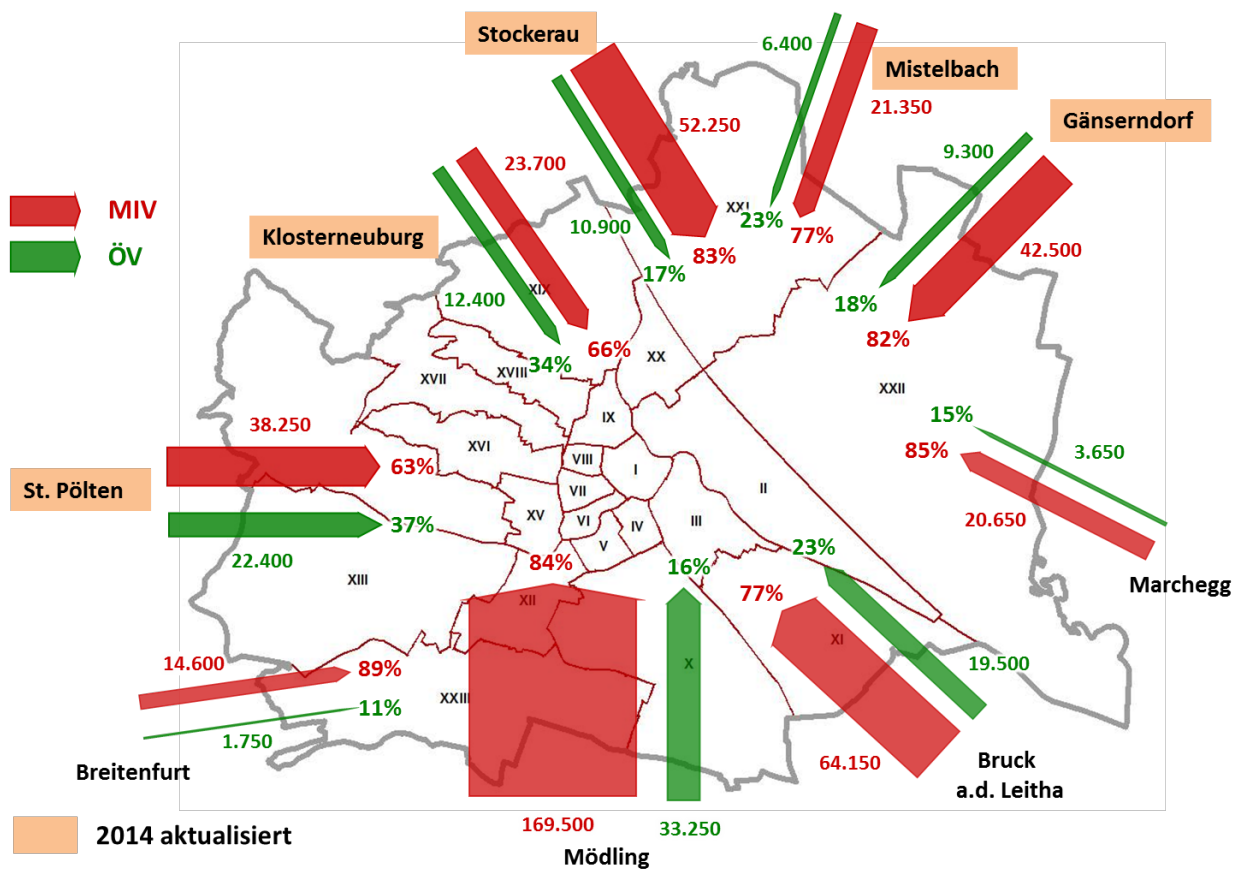 Stockerau
6.400
Mistelbach
52.250
21.350
Gänserndorf
9.300
23.700
MIV
ÖV
Klosterneuburg
10.900
XXI
23%
77%
83%
17%
42.500
12.400
XIX
18%
82%
66%
34%
XX
XVIII
XVII
XXII
38.250
IX
15%
85%
3.650
XVI
VIII
I
63%
St. Pölten
VII
II
20.650
XV
VI
IV
III
37%
V
23%
22.400
84%
16%
XIII
77%
Marchegg
XII
14.600
89%
XI
X
19.500
XXIII
11%
1.750
64.150
Breitenfurt
Bruck
a.d. Leitha
169.500
33.250
Mödling
2014 aktualisiert